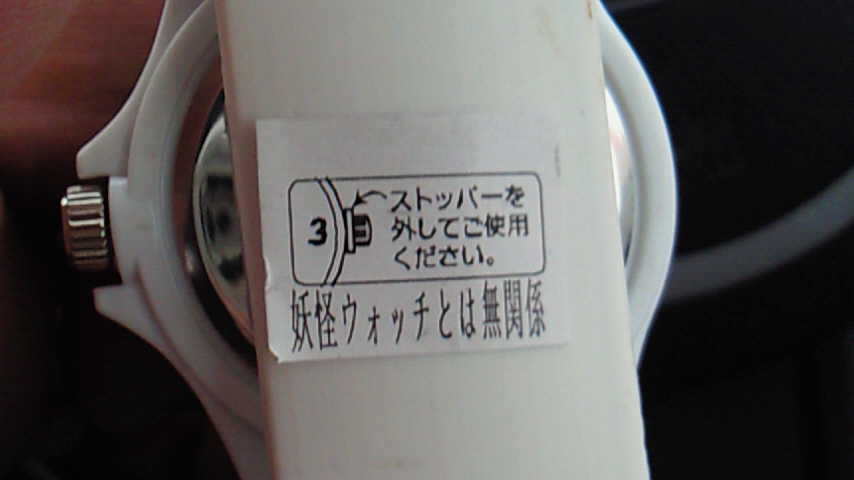 3
ストッパーを
外してご使用
ください。
妖怪ウォッチとは無関係